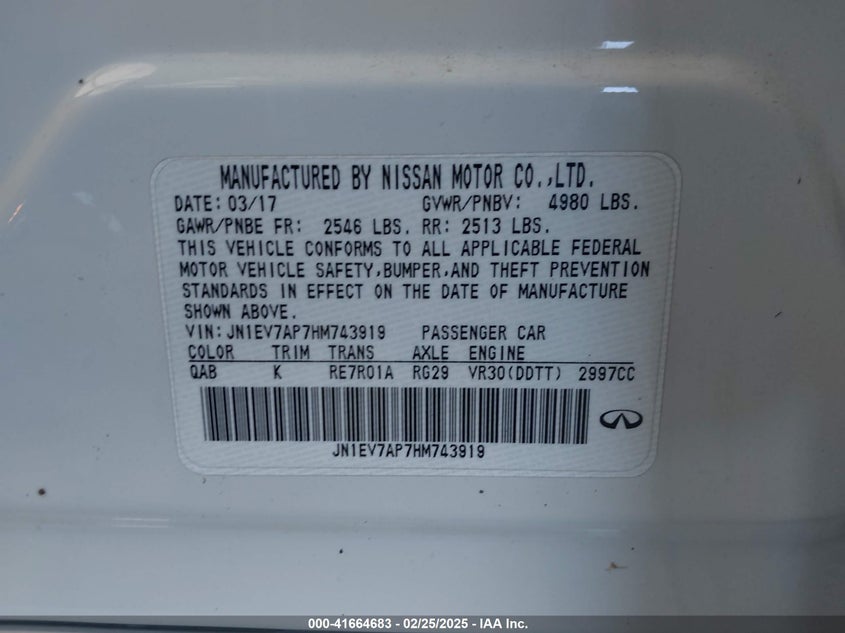 MANUFACTURED BY NISSAN MOTOR CO.,LTD.
DATE: 03/17 GVWR/PNBV: 4980 LBS.
GAWR/PNBE FR: 2546 LBS. RR: 2513 LBS.
THIS VEHICLE CONFORMS TO ALL APPLICABLE FEDERAL
MOTOR VEHICLE SAFETY,BUMPER,AND THEFT PREVENTION
STANDARDS IN EFFECT ON THE DATE OF MANUFACTURE
SHOWN ABOVE.
VIN:JN1EV7AP7HM743919 PASSENGER CAR
COLOR TRIM TRANS AXLE ENGINE
QAB K RE7R01A RG29 VR30(DDTT) 2997CC
JN1EV7AP7HM743919
000-41664683 - 02/25/2025 - IAA Inc.